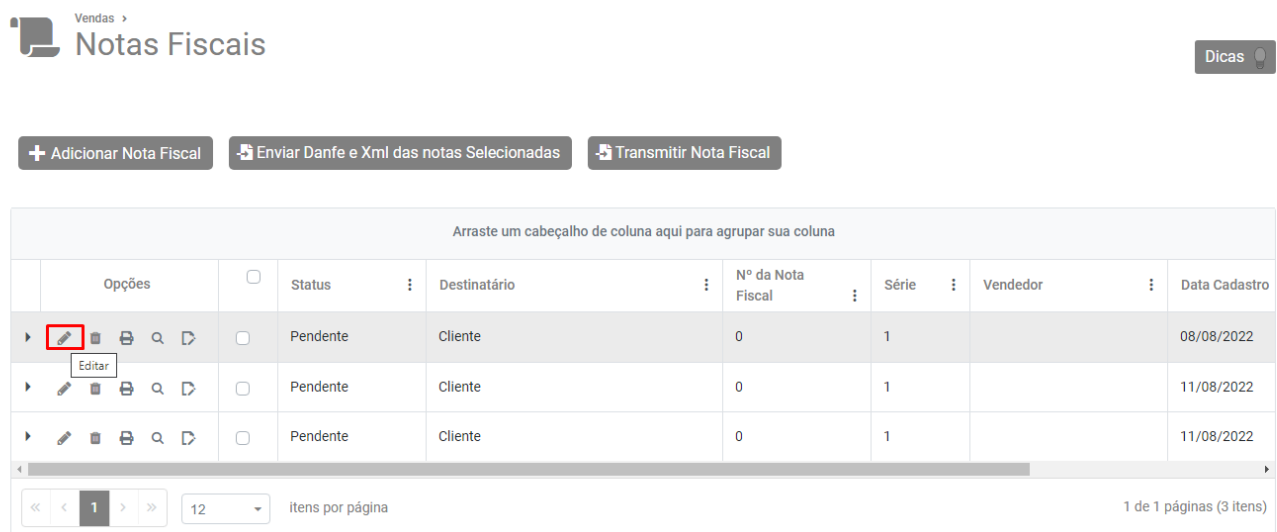 Vendas ›
Notas Fiscais
Dicas
Adicionar Nota Fiscal
Enviar Danfe e Xml das notas Selecionadas
Transmitir Nota Fiscal
Arraste um cabeçalho de coluna aqui para agrupar sua coluna
Opções Status Destinatário Nº da Nota Fiscal Série Vendedor Data Cadastro
Pendente Cliente 0 1 08/08/2022
Editar
Pendente Cliente 0 1 11/08/2022
Pendente Cliente 0 1 11/08/2022
« ‹ 1 › » 12 itens por página 1 de 1 páginas (3 itens)